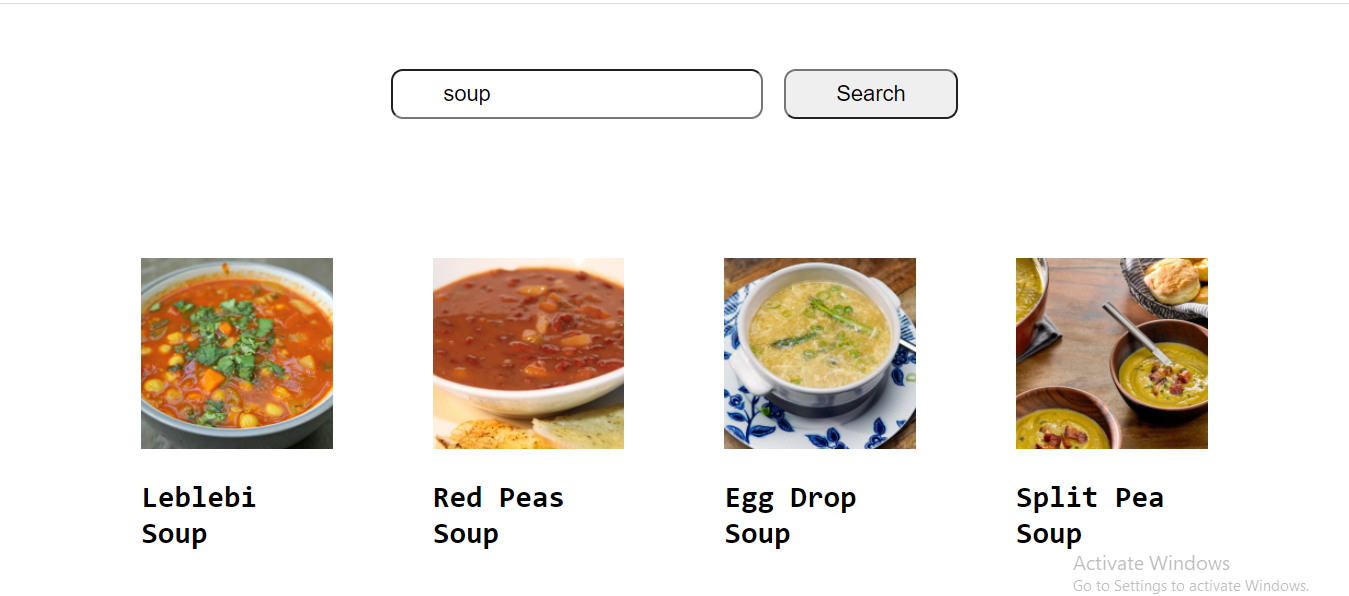 soup
Search
Leblebi
Soup
Red Peas
Soup
Egg Drop
Soup
Split Pea
Soup
Activate Windows
Go to Settings to activate Windows.